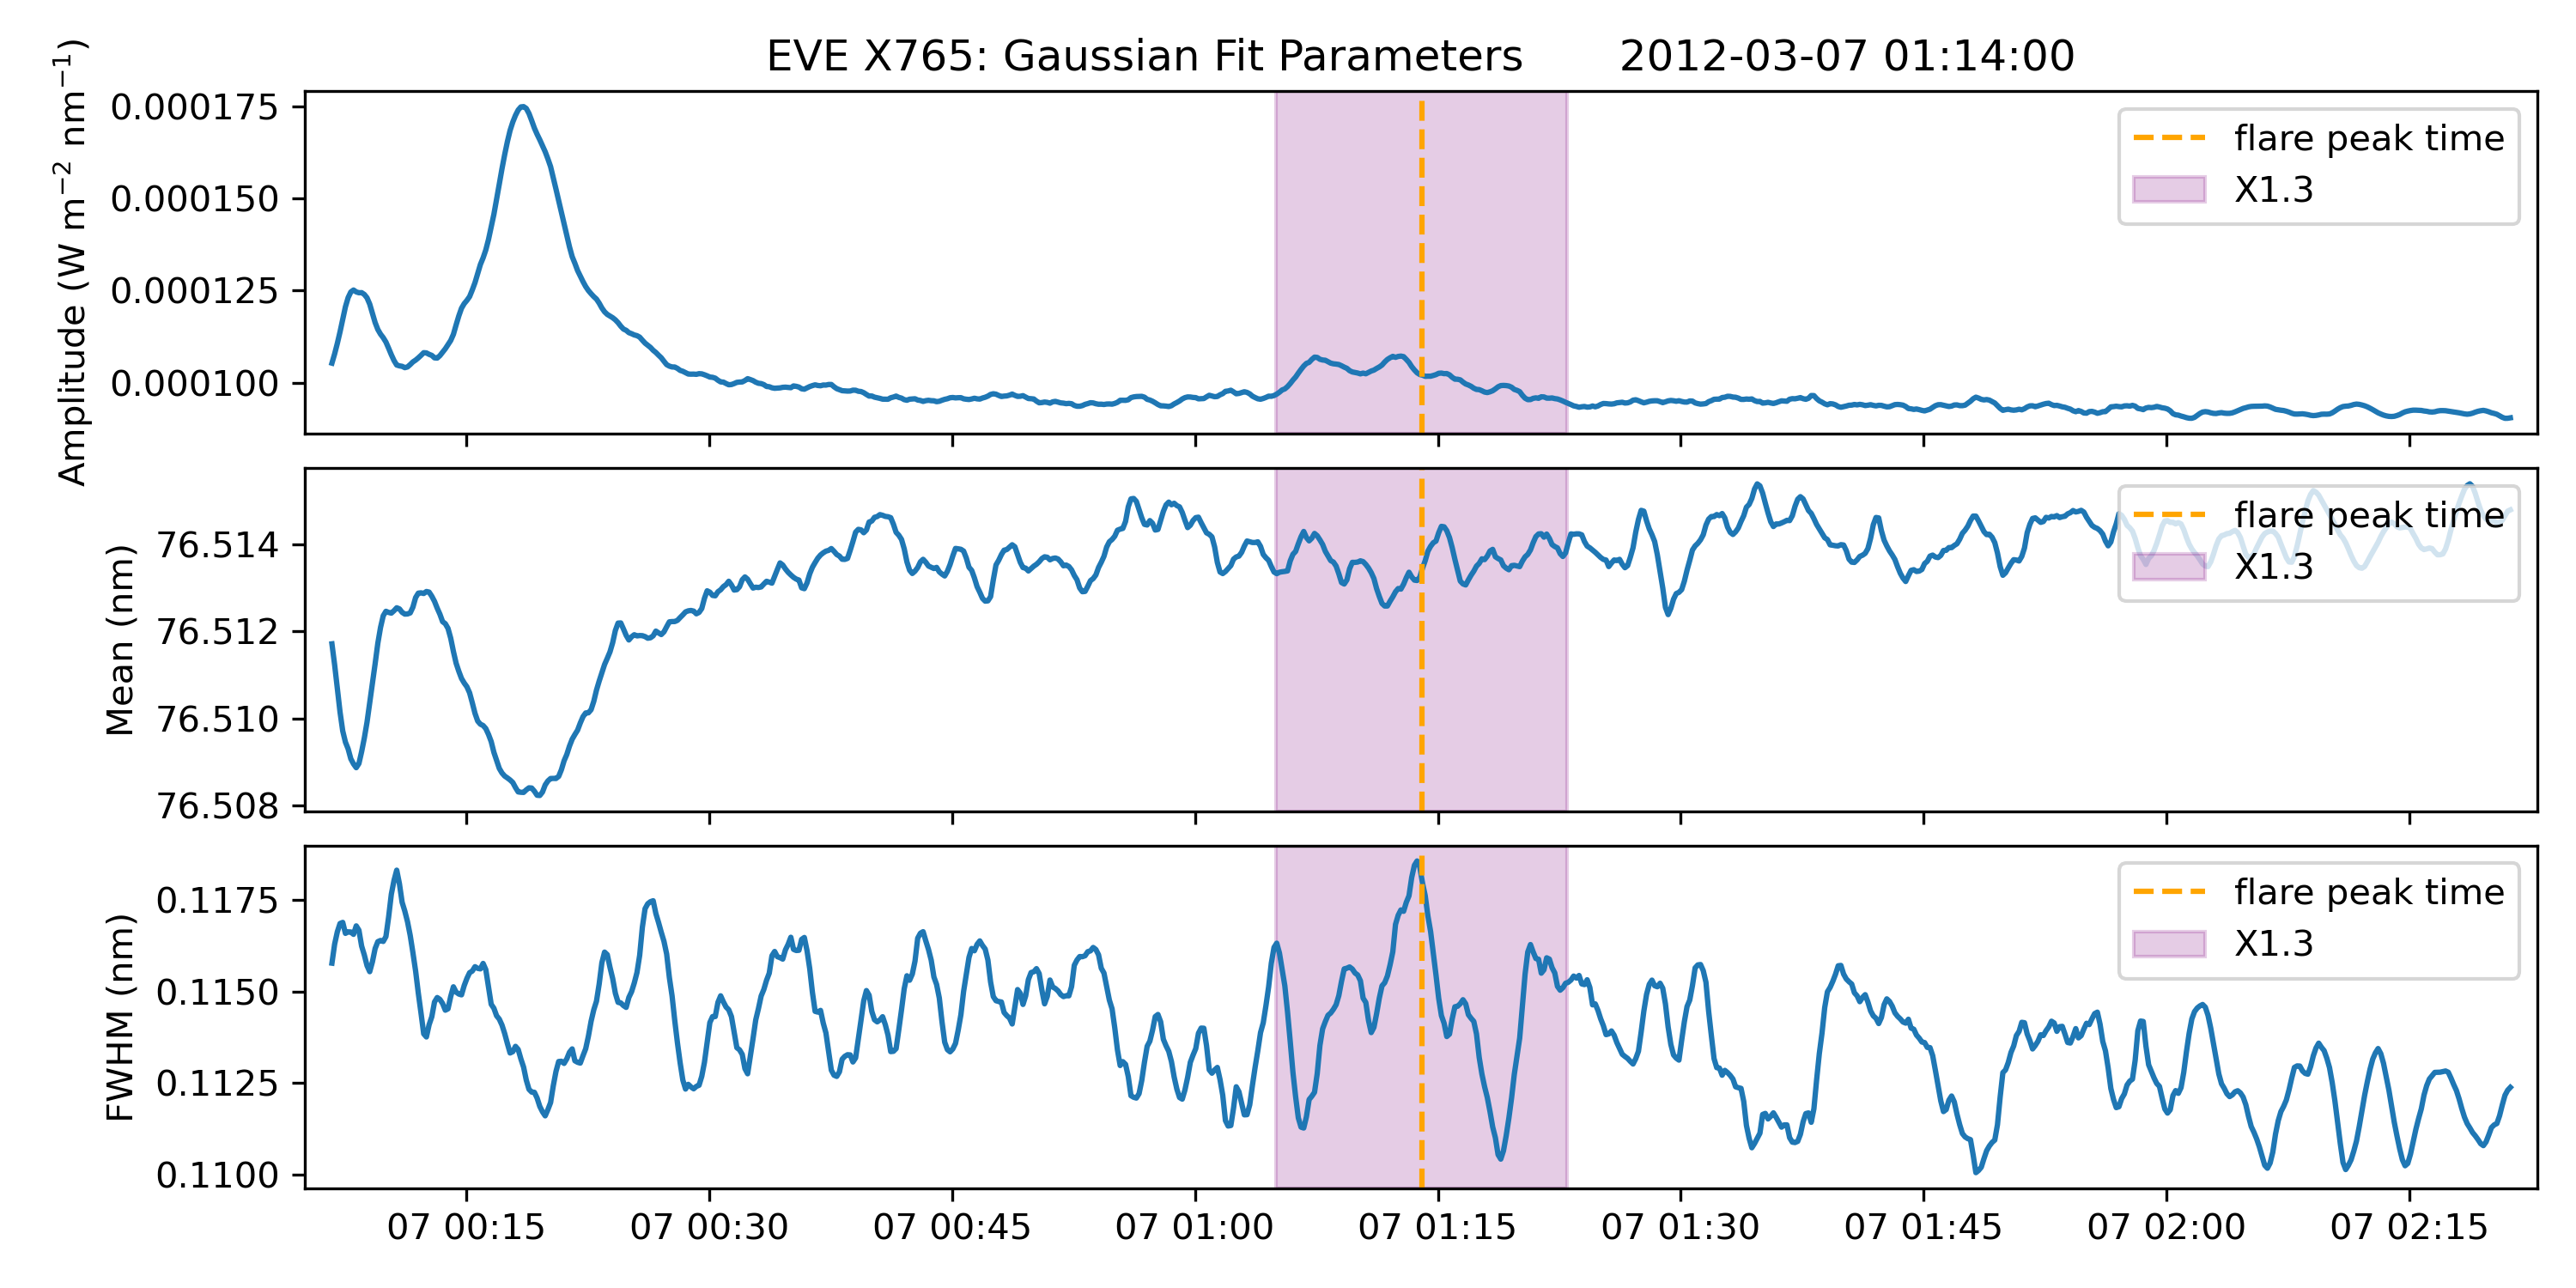 EVE X765: Gaussian Fit Parameters 2012-03-07 01:14:00
Amplitude (W m⁻² nm⁻¹)
0.000175
0.000150
0.000125
0.000100
flare peak time
X1.3
Mean (nm)
76.514
76.512
76.510
76.508
flare peak time
X1.3
FWHM (nm)
0.1175
0.1150
0.1125
0.1100
flare peak time
X1.3
07 00:15 07 00:30 07 00:45 07 01:00 07 01:15 07 01:30 07 01:45 07 02:00 07 02:15